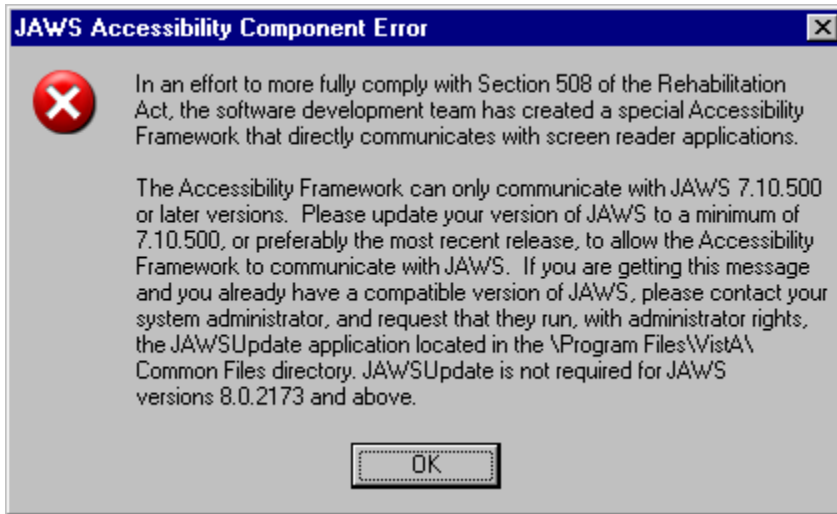 JAWS Accessibility Component Error
In an effort to more fully comply with Section 508 of the Rehabilitation
Act, the software development team has created a special Accessibility
Framework that directly communicates with screen reader applications.
The Accessibility Framework can only communicate with JAWS 7.10.500
or later versions.  Please update your version of JAWS to a minimum of
7.10.500, or preferably the most recent release, to allow the Accessibility
Framework to communicate with JAWS.  If you are getting this message
and you already have a compatible version of JAWS, please contact your
system administrator, and request that they run, with administrator rights,
the JAWSUpdate application located in the \Program Files\VistA\
Common Files directory. JAWSUpdate is not required for JAWS
versions 8.0.2173 and above.
OK